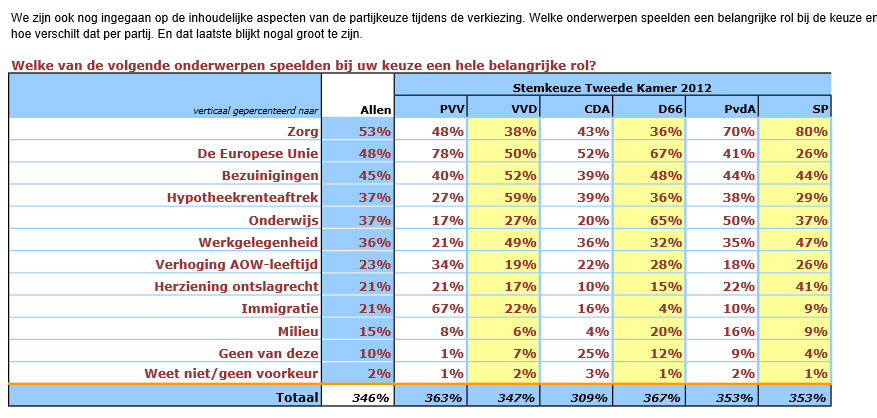 We zijn ook nog ingegaan op de inhoudelijke aspecten van de partijkeuze tijdens de verkiezing. Welke onderwerpen speelden een belangrijke rol bij de keuze en
hoe verschilt dat per partij. En dat laatste blijkt nogal groot te zijn.
Welke van de volgende onderwerpen speelden bij uw keuze een hele belangrijke rol?
Stemkeuze Tweede Kamer 2012
verticaal gepercenteerd naar Allen PVV VVD CDA D66 PvdA SP
Zorg 53% 48% 38% 43% 36% 70% 80%
De Europese Unie 48% 78% 50% 52% 67% 41% 26%
Bezuinigingen 45% 40% 52% 39% 48% 44% 44%
Hypotheekrenteaftrek 37% 27% 59% 39% 36% 38% 29%
Onderwijs 37% 17% 27% 20% 65% 50% 37%
Werkgelegenheid 36% 21% 49% 36% 32% 35% 47%
Verhoging AOW-leeftijd 23% 34% 19% 22% 28% 18% 26%
Herziening ontslagrecht 21% 21% 17% 10% 15% 22% 41%
Immigratie 21% 67% 22% 16% 4% 10% 9%
Milieu 15% 8% 6% 4% 20% 16% 9%
Geen van deze 10% 1% 7% 25% 12% 9% 4%
Weet niet/geen voorkeur 2% 1% 2% 3% 1% 2% 1%
Totaal 346% 363% 347% 309% 367% 353% 353%